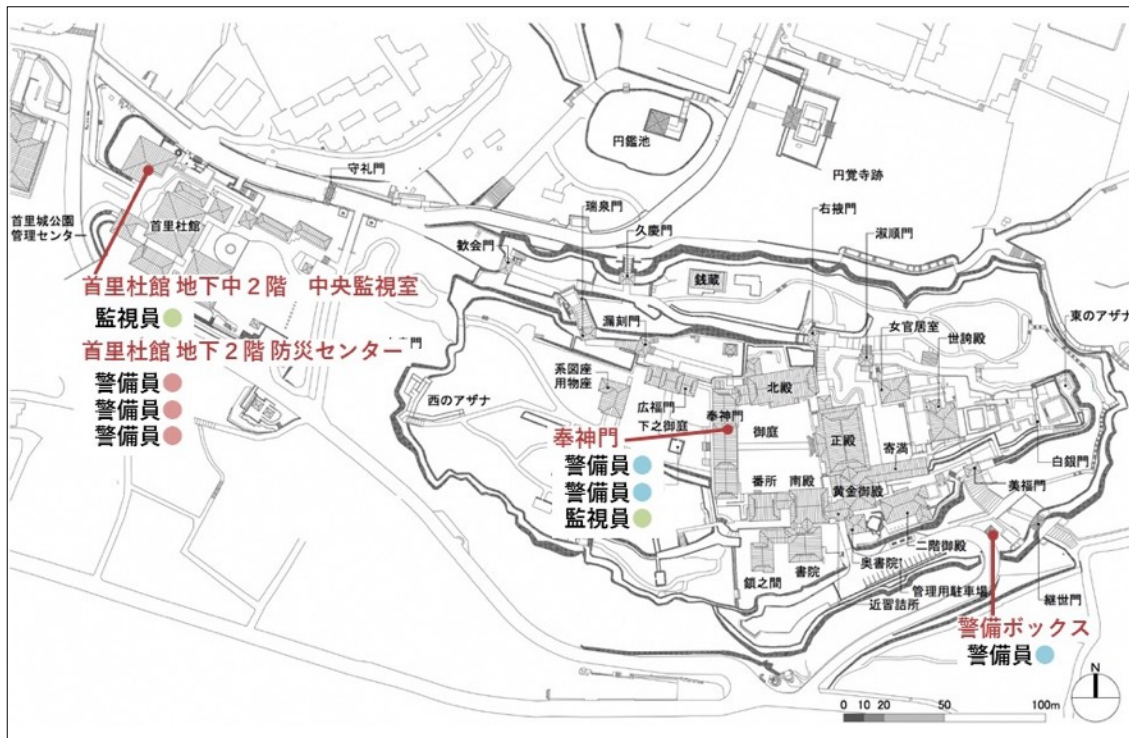 円鑑池
円覚寺跡
守礼門
首里城公園
管理センター
首里杜館
瑞泉門
久慶門
右掖門
淑順門
歓会門
銭蔵
首里杜館 地下中２階　中央監視室
監視員
首里杜館 地下２階 防災センター
警備員
警備員
警備員
漏刻門
女官居室
世誇殿
東のアザナ
系図座
用物座
西のアザナ
広福門
下之御庭
北殿
奉神門
御庭
正殿
寄満
奉神門
警備員
警備員
監視員
番所
南殿
黄金御殿
白銀門
美福門
鎖之間
書院
奥書院
二階御殿
管理用駐車場
近習詰所
継世門
警備ボックス
警備員
N
0 10 20 50 100m